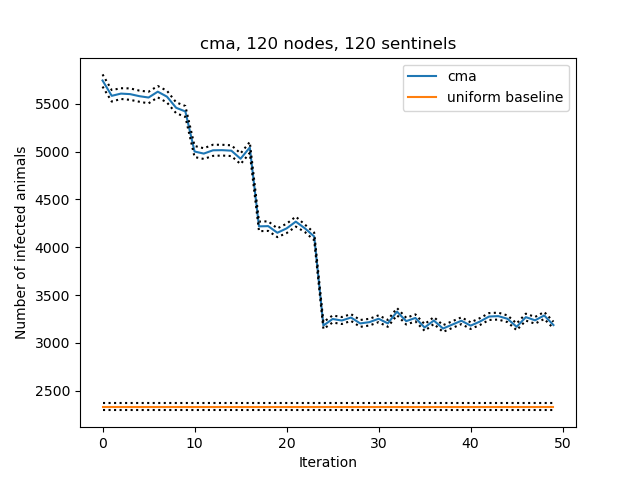 cma, 120 nodes, 120 sentinels
cma
uniform baseline
Number of infected animals
5500
5000
4500
4000
3500
3000
2500
0 10 20 30 40 50
Iteration